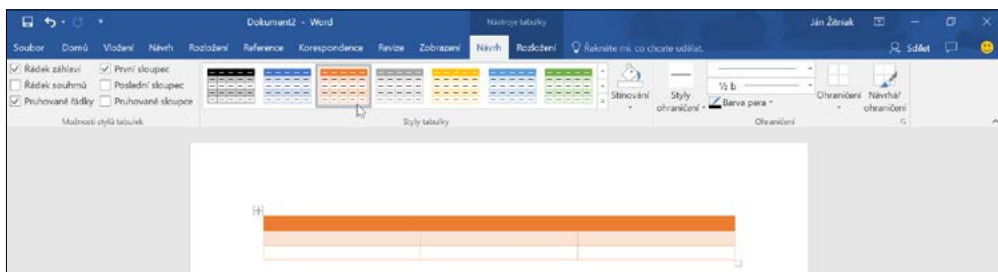 Dokument2 - Word
Nástroje tabulky
Ján Žitniak
Soubor Domů Vložení Návrh Rozložení Reference Korespondence Revize Zobrazení Návrh Rozložení Řekněte mi, co chcete udělat. Sdílet
Řádek záhlaví První sloupec
Řádek souhrnů Poslední sloupec
Pruhované řádky Pruhované sloupce
Stínování
Styly ohraničení
½ b
Barva pera
Ohraničení
Návrhář ohraničení
Možnosti stylů tabulek Styly tabulky Ohraničení